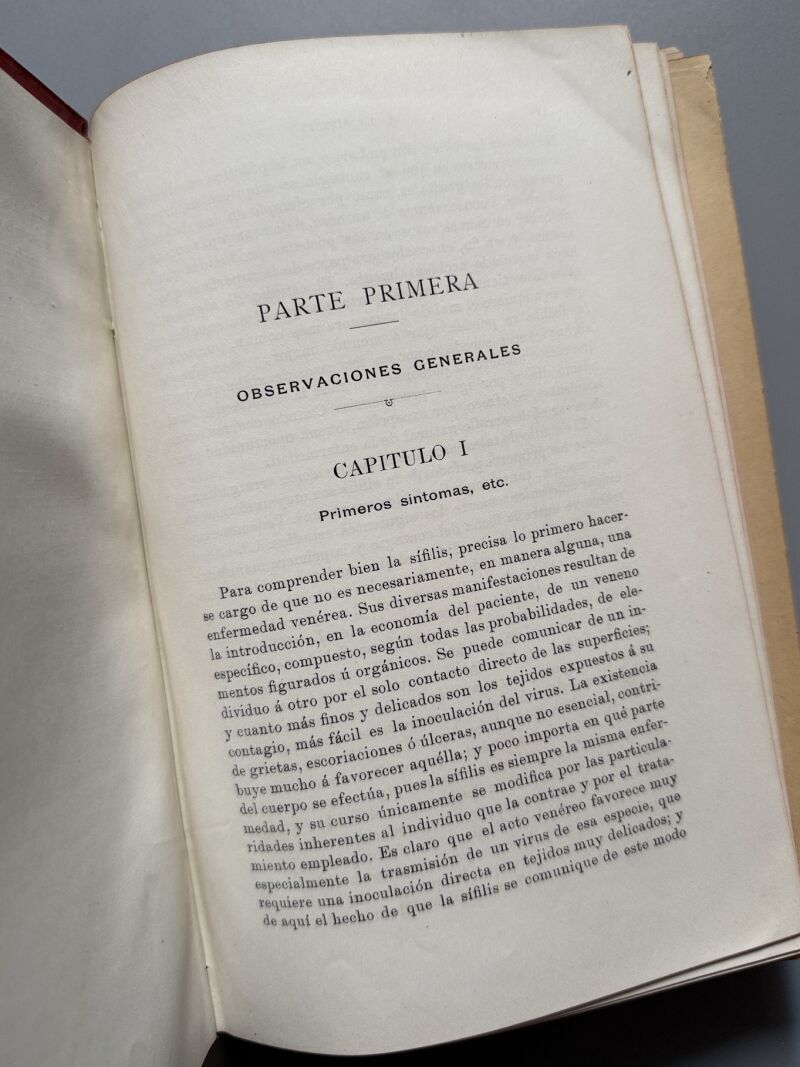 PARTE PRIMERA
OBSERVACIONES GENERALES
CAPITULO I
Primeros síntomas, etc.
Para comprender bien la sífilis, precisa lo primero hacer-
se cargo de que no es necesariamente, en manera alguna, una
enfermedad venérea. Sus diversas manifestaciones resultan de
la introducción, en la economía del paciente, de un veneno
específico, compuesto, según todas las probabilidades, de ele-
mentos figurados ú orgánicos. Se puede comunicar de un in-
dividuo á otro por el solo contacto directo de las superficies;
y cuanto más finos y delicados son los tejidos expuestos á su
contagio, más fácil es la inoculación del virus. La existencia
de grietas, escoriaciones ó úlceras, aunque no esencial, contri-
buye mucho á favorecer aquélla; y poco importa en qué parte
del cuerpo se efectúa, pues la sífilis es siempre la misma enfer-
medad, y su curso únicamente se modifica por las particula-
ridades inherentes al individuo que la contrae y por el trata-
miento empleado. Es claro que el acto venéreo favorece muy
especialmente la trasmisión de un virus de esa especie, que
requiere una inoculación directa en tejidos muy delicados; y
de aquí el hecho de que la sífilis se comunique de este modo